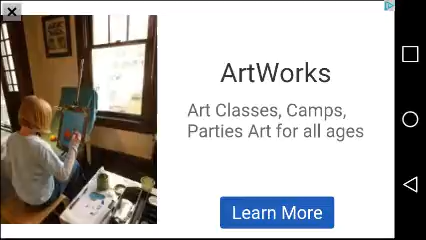 ArtWorks
Art Classes, Camps,
Parties Art for all ages
Learn More